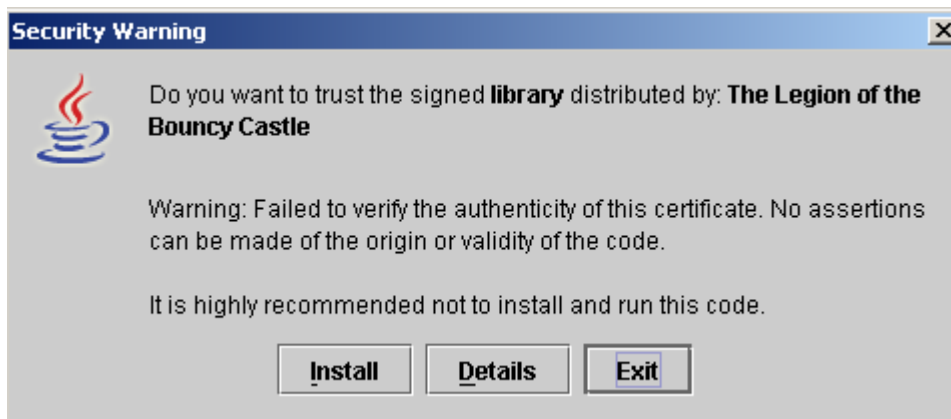 Security Warning
Do you want to trust the signed library distributed by: The Legion of the
Bouncy Castle
Warning: Failed to verify the authenticity of this certificate. No assertions
can be made of the origin or validity of the code.
It is highly recommended not to install and run this code.
Install Details Exit